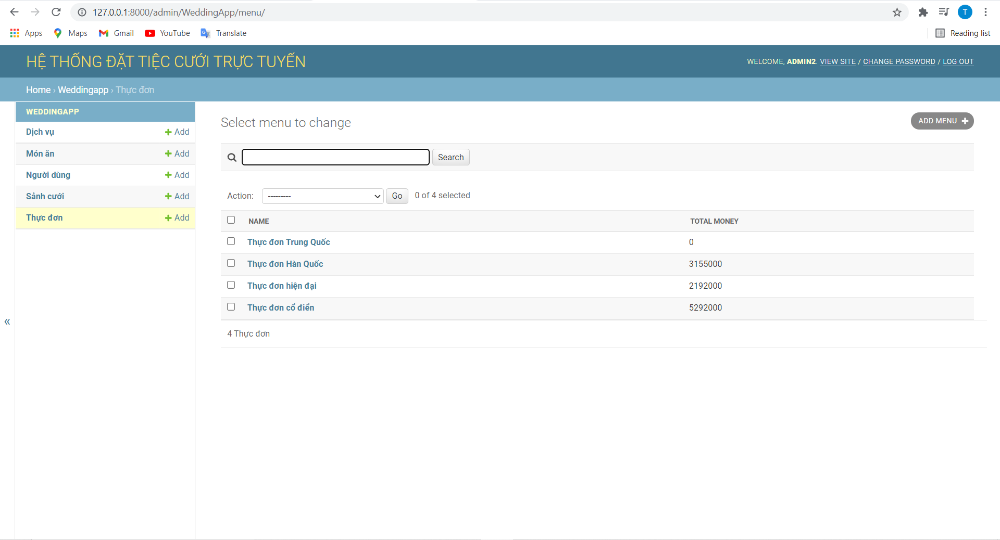 127.0.0.1:8000/admin/WeddingApp/menu/
T
Apps Maps Gmail YouTube Translate Reading list
HỆ THỐNG ĐẶT TIỆC CƯỚI TRỰC TUYẾN
WELCOME, ADMIN2. VIEW SITE / CHANGE PASSWORD / LOG OUT
Home › Weddingapp › Thực đơn
WEDDINGAPP
Dịch vụ + Add
Món ăn + Add
Người dùng + Add
Sảnh cưới + Add
Thực đơn + Add
«
Select menu to change
ADD MENU +
Search
Action: --------- Go 0 of 4 selected
NAME TOTAL MONEY
Thực đơn Trung Quốc 0
Thực đơn Hàn Quốc 3155000
Thực đơn hiện đại 2192000
Thực đơn cổ điển 5292000
4 Thực đơn